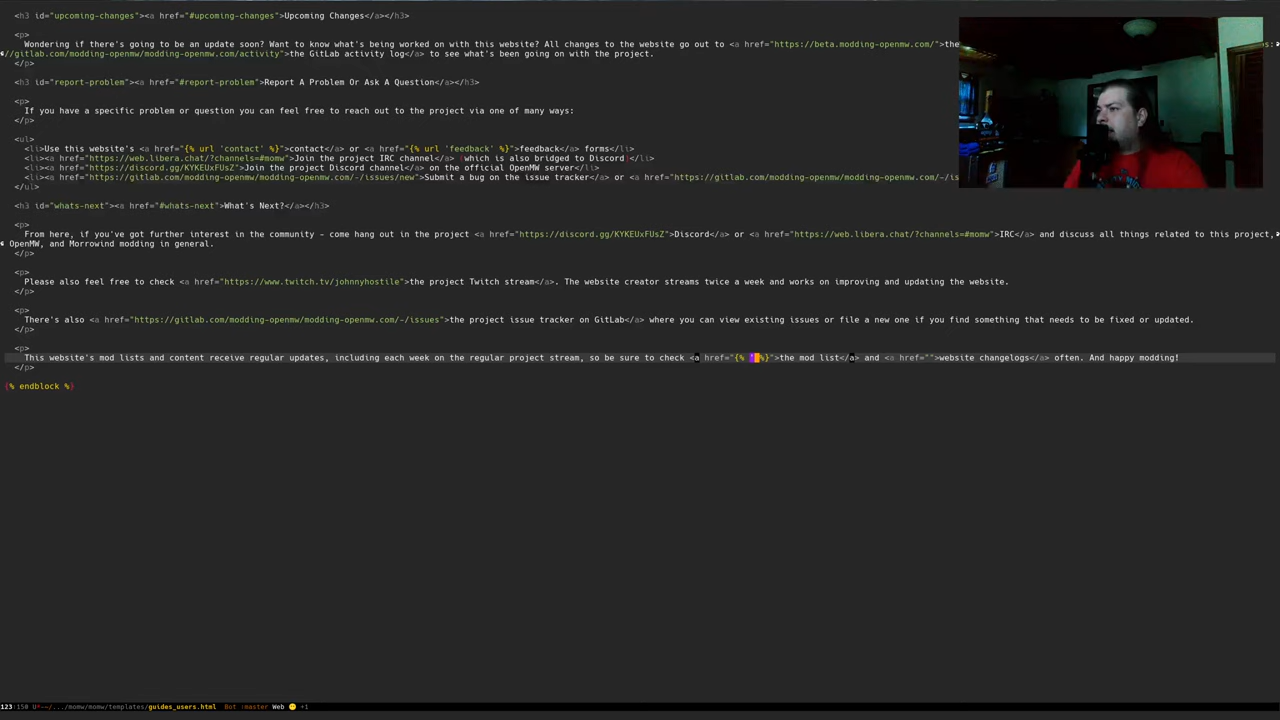 <h3 id="upcoming-changes"><a href="#upcoming-changes">Upcoming Changes</a></h3>
<p>
Wondering if there's going to be an update soon? Want to know what's being worked on with this website? All changes to the website go out to <a href="https://beta.modding-openmw.com/">the
//gitlab.com/modding-openmw/modding-openmw.com/activity">the GitLab activity log</a> to see what's been going on with the project.
</p>
<h3 id="report-problem"><a href="#report-problem">Report A Problem Or Ask A Question</a></h3>
<p>
If you have a specific problem or question you can feel free to reach out to the project via one of many ways:
</p>
<ul>
<li>Use this website's <a href="{% url 'contact' %}">contact</a> or <a href="{% url 'feedback' %}">feedback</a> forms</li>
<li><a href="https://web.libera.chat/?channels=#momw">Join the project IRC channel</a> (which is also bridged to Discord)</li>
<li><a href="https://discord.gg/KYKEUxFUsZ">Join the project Discord channel</a> on the official OpenMW server</li>
<li><a href="https://gitlab.com/modding-openmw/modding-openmw.com/-/issues/new">Submit a bug on the issue tracker</a> or <a href="https://gitlab.com/modding-openmw/modding-openmw.com/-/is
</ul>
<h3 id="whats-next"><a href="#whats-next">What's Next?</a></h3>
<p>
From here, if you've got further interest in the community - come hang out in the project <a href="https://discord.gg/KYKEUxFUsZ">Discord</a> or <a href="https://web.libera.chat/?channels=#momw">IRC</a> and discuss all things related to this project,
OpenMW, and Morrowind modding in general.
</p>
<p>
Please also feel free to check <a href="https://www.twitch.tv/johnnyhostile">the project Twitch stream</a>. The website creator streams twice a week and works on improving and updating the website.
</p>
<p>
There's also <a href="https://gitlab.com/modding-openmw/modding-openmw.com/-/issues">the project issue tracker on GitLab</a> where you can view existing issues or file a new one if you find something that needs to be fixed or updated.
</p>
<p>
This website's mod lists and content receive regular updates, including each week on the regular project stream, so be sure to check <a href="{% %}">the mod list</a> and <a href="">website changelogs</a> often. And happy modding!
</p>
{% endblock %}
123:150 .../momw/momw/templates/guides_users.html Bot :master Web +1